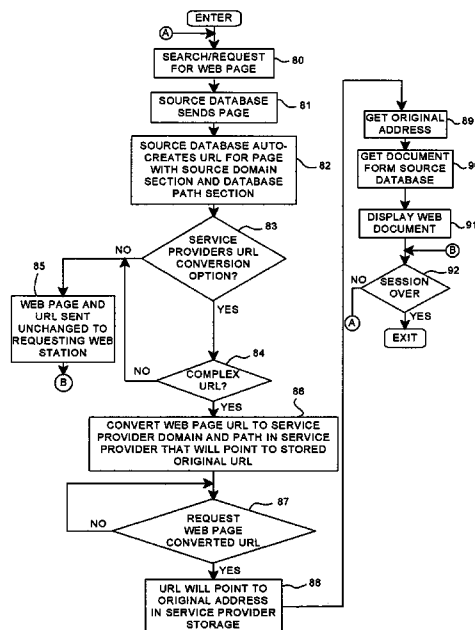 ENTER
A
SEARCH/REQUEST
FOR WEB PAGE
80
SOURCE DATABASE
SENDS PAGE
81
SOURCE DATABASE AUTO-
CREATES URL FOR PAGE
WITH SOURCE DOMAIN
SECTION AND DATABASE
PATH SECTION
82
83
SERVICE
PROVIDERS URL
CONVERSION
OPTION?
NO
YES
85
WEB PAGE AND
URL SENT
UNCHANGED TO
REQUESTING WEB
STATION
B
84
COMPLEX
URL?
NO
YES
86
CONVERT WEB PAGE URL TO SERVICE
PROVIDER DOMAIN AND PATH IN SERVICE
PROVIDER THAT WILL POINT TO STORED
ORIGINAL URL
87
REQUEST
WEB PAGE
CONVERTED URL
NO
YES
88
URL WILL POINT TO
ORIGINAL ADDRESS
IN SERVICE PROVIDER
STORAGE
GET ORIGINAL
ADDRESS
89
GET DOCUMENT
FORM SOURCE
DATABASE
90
DISPLAY WEB
DOCUMENT
91
B
92
SESSION
OVER
NO
YES
A
EXIT